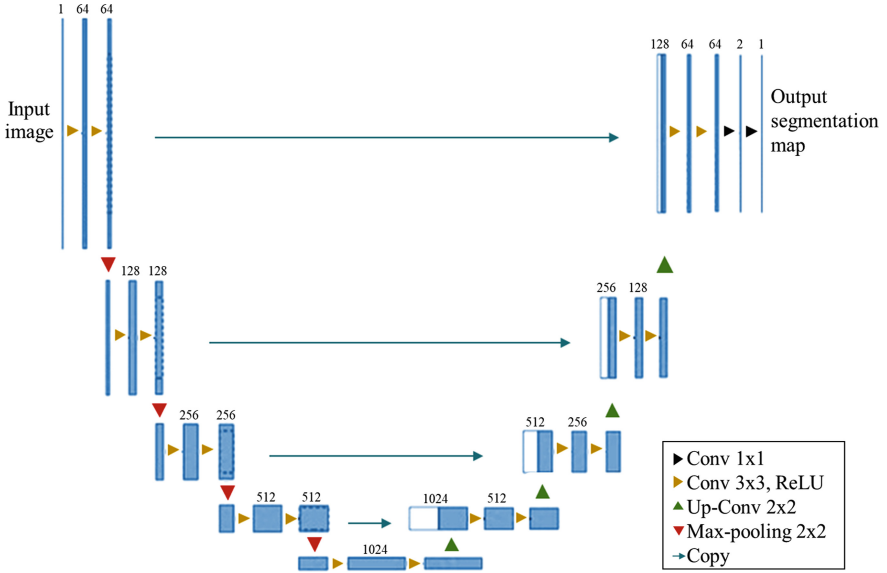 1 64 64
128 64 64 2 1
Input
image
Output
segmentation
map
128 128
256 128
256 256
512 256
512 512
1024 512
1024
Conv 1x1
Conv 3x3, ReLU
Up-Conv 2x2
Max-pooling 2x2
Copy